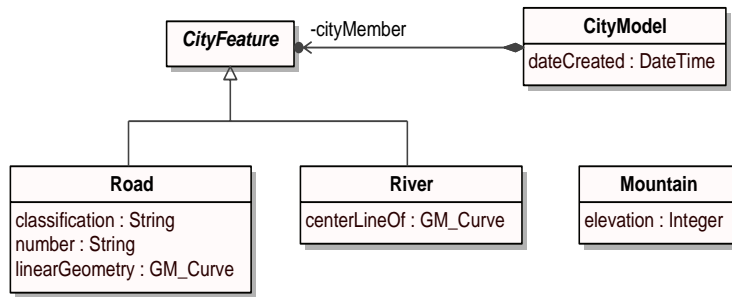 CityFeature
-cityMember
CityModel
dateCreated : DateTime
Road
classification : String
number : String
linearGeometry : GM_Curve
River
centerLineOf : GM_Curve
Mountain
elevation : Integer